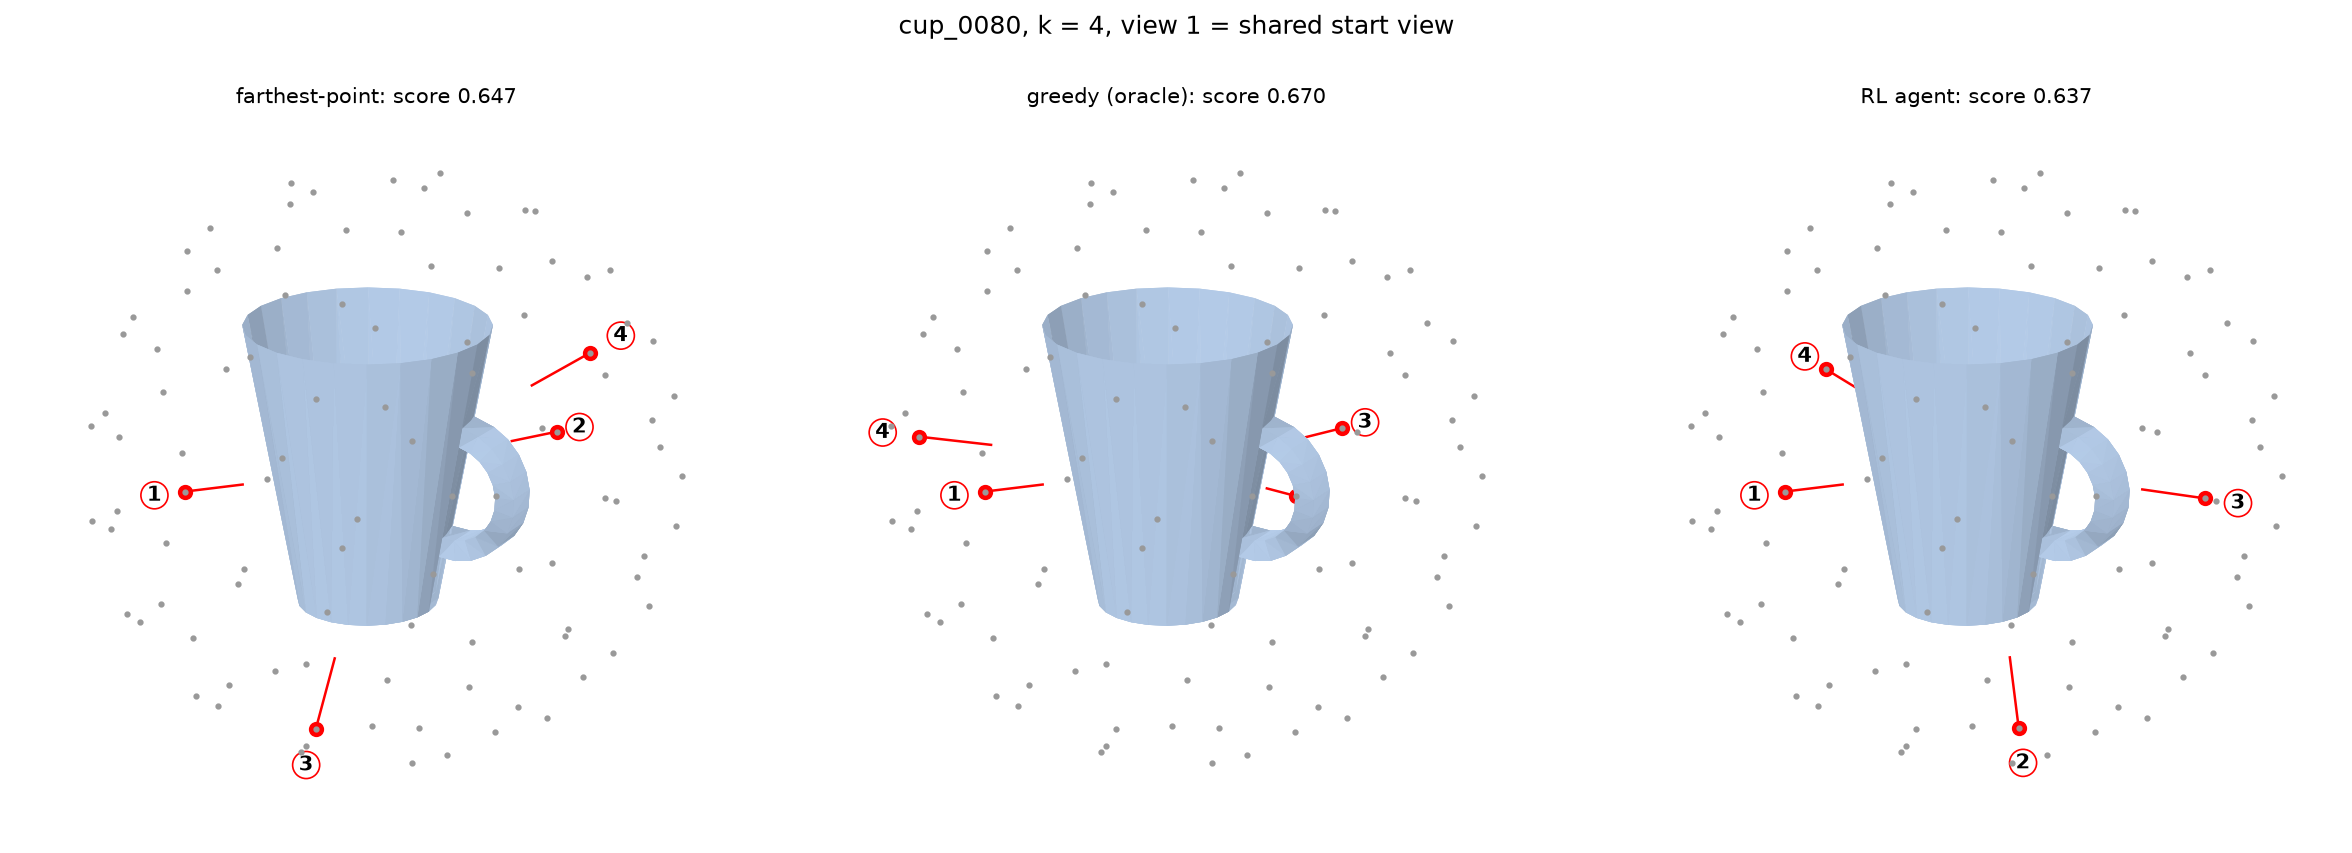 cup_0080, k = 4, view 1 = shared start view
farthest-point: score 0.647
4
2
1
3
greedy (oracle): score 0.670
3
4
1
RL agent: score 0.637
4
1
3
2